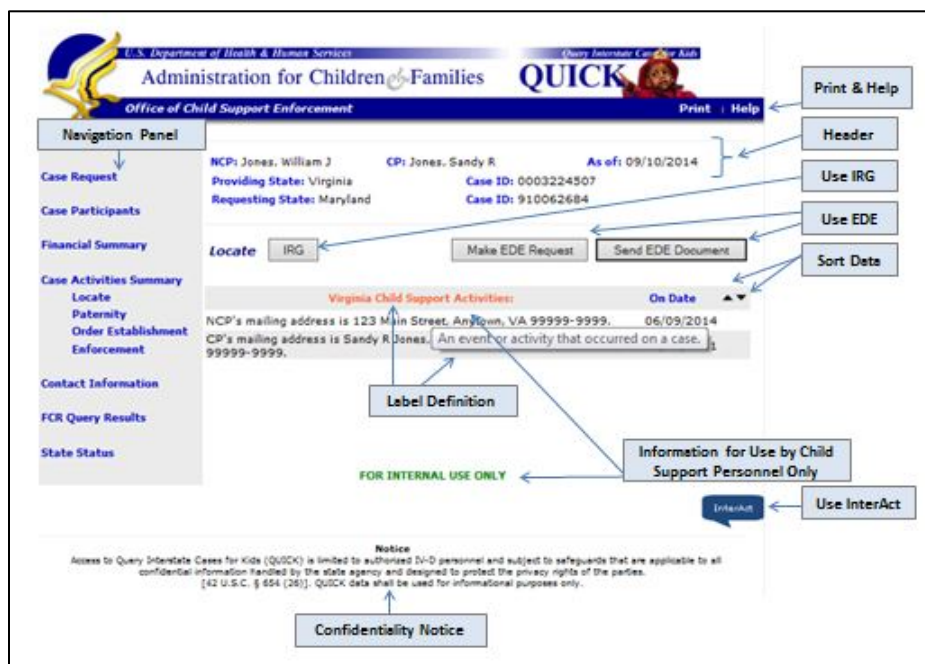 U.S. Department of Health & Human Services
Query Interstate Cases for Kids
Administration for Children & Families
QUICK
Office of Child Support Enforcement
Print | Help
Print & Help
Navigation Panel
Header
NCP: Jones, William J CP: Jones, Sandy R As of: 09/10/2014
Providing State: Virginia Case ID: 0003224507
Requesting State: Maryland Case ID: 910062684
Use IRG
Case Request
Case Participants
Use EDE
Financial Summary
Locate IRG Make EDE Request Send EDE Document
Sort Data
Case Activities Summary
Locate
Paternity
Order Establishment
Enforcement
Virginia Child Support Activities: On Date
NCP's mailing address is 123 Main Street, Anytown, VA 99999-9999. 06/09/2014
CP's mailing address is Sandy R Jones,
99999-9999.
An event or activity that occurred on a case.
Contact Information
Label Definition
FCR Query Results
State Status
Information for Use by Child
Support Personnel Only
FOR INTERNAL USE ONLY
InterAct
Use InterAct
Notice
Access to Query Interstate Cases for Kids (QUICK) is limited to authorized IV-D personnel and subject to safeguards that are applicable to all
confidential information handled by the state agency and designed to protect the privacy rights of the parties.
[42 U.S.C. § 654 (26)]. QUICK data shall be used for informational purposes only.
Confidentiality Notice